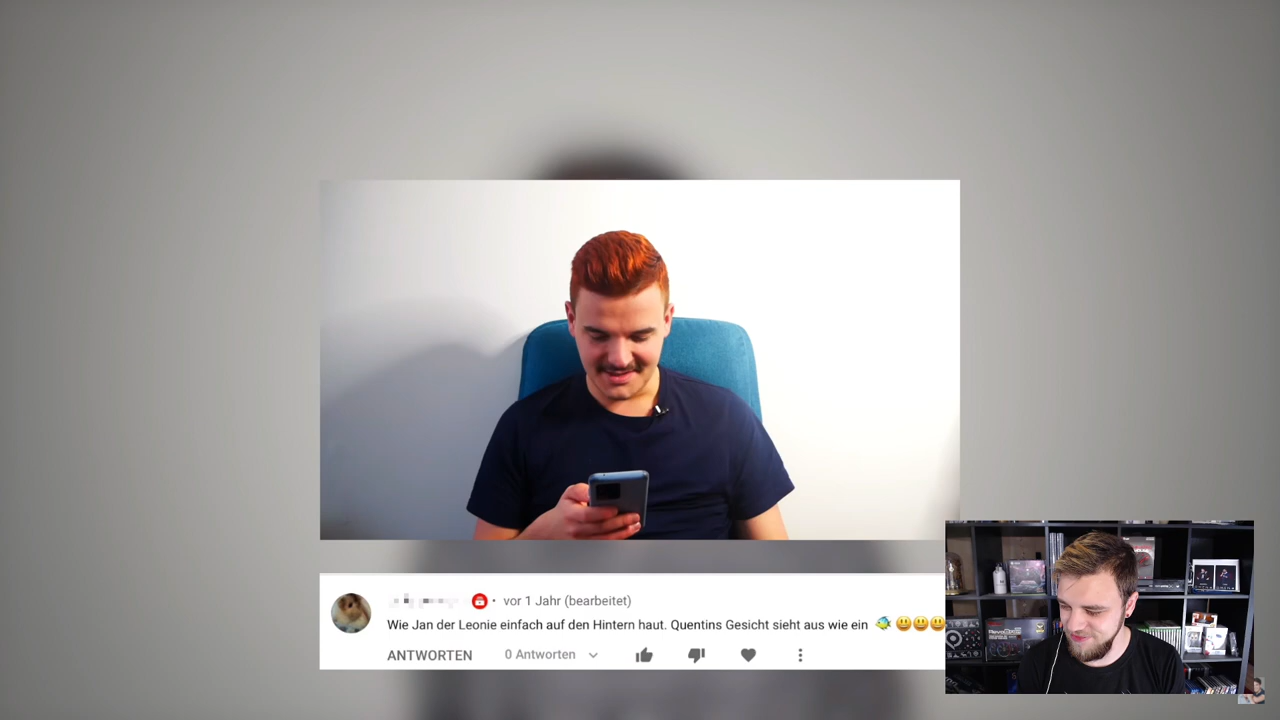 vor 1 Jahr (bearbeitet)
Wie Jan der Leonie einfach auf den Hintern haut. Quentins Gesicht sieht aus wie ein 🐠😃😃😃
ANTWORTEN 0 Antworten